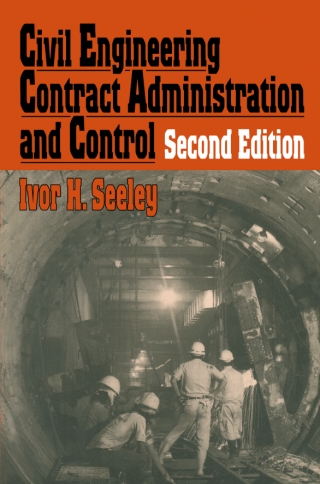 Civil Engineering
Contract Administration
and Control Second Edition
Ivor H. Seeley